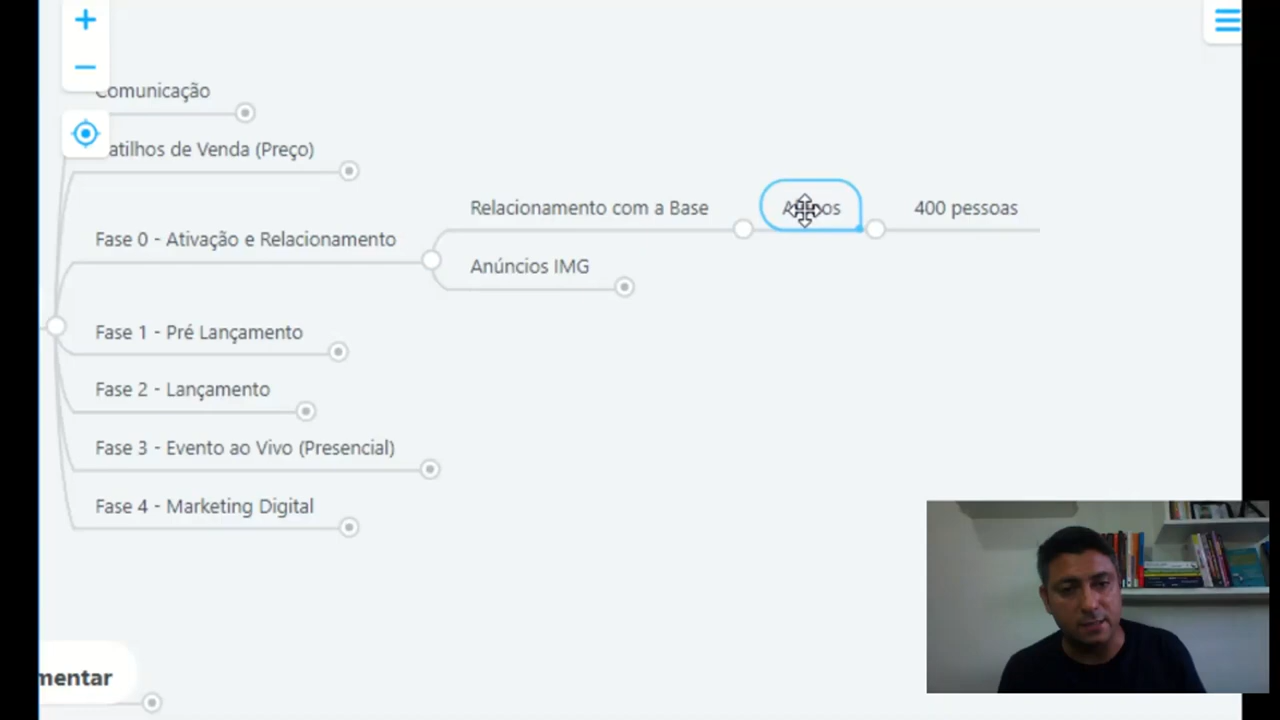 Comunicação
atilhos de Venda (Preço)
Relacionamento com a Base
400 pessoas
Fase 0 - Ativação e Relacionamento
Anúncios IMG
Fase 1 - Pré Lançamento
Fase 2 - Lançamento
Fase 3 - Evento ao Vivo (Presencial)
Fase 4 - Marketing Digital
mentar